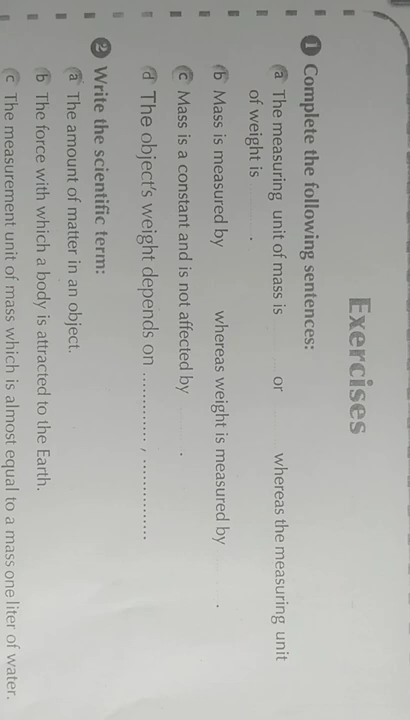 Exercises
1 Complete the following sentences:
a The measuring unit of mass is ........ or ........ whereas the measuring unit
of weight is ........ .
b Mass is measured by ........ whereas weight is measured by ........ .
c Mass is a constant and is not affected by ........ .
d The object's weight depends on ............ , ..............
2 Write the scientific term:
a The amount of matter in an object.
b The force with which a body is attracted to the Earth.
c The measurement unit of mass which is almost equal to a mass one liter of water.